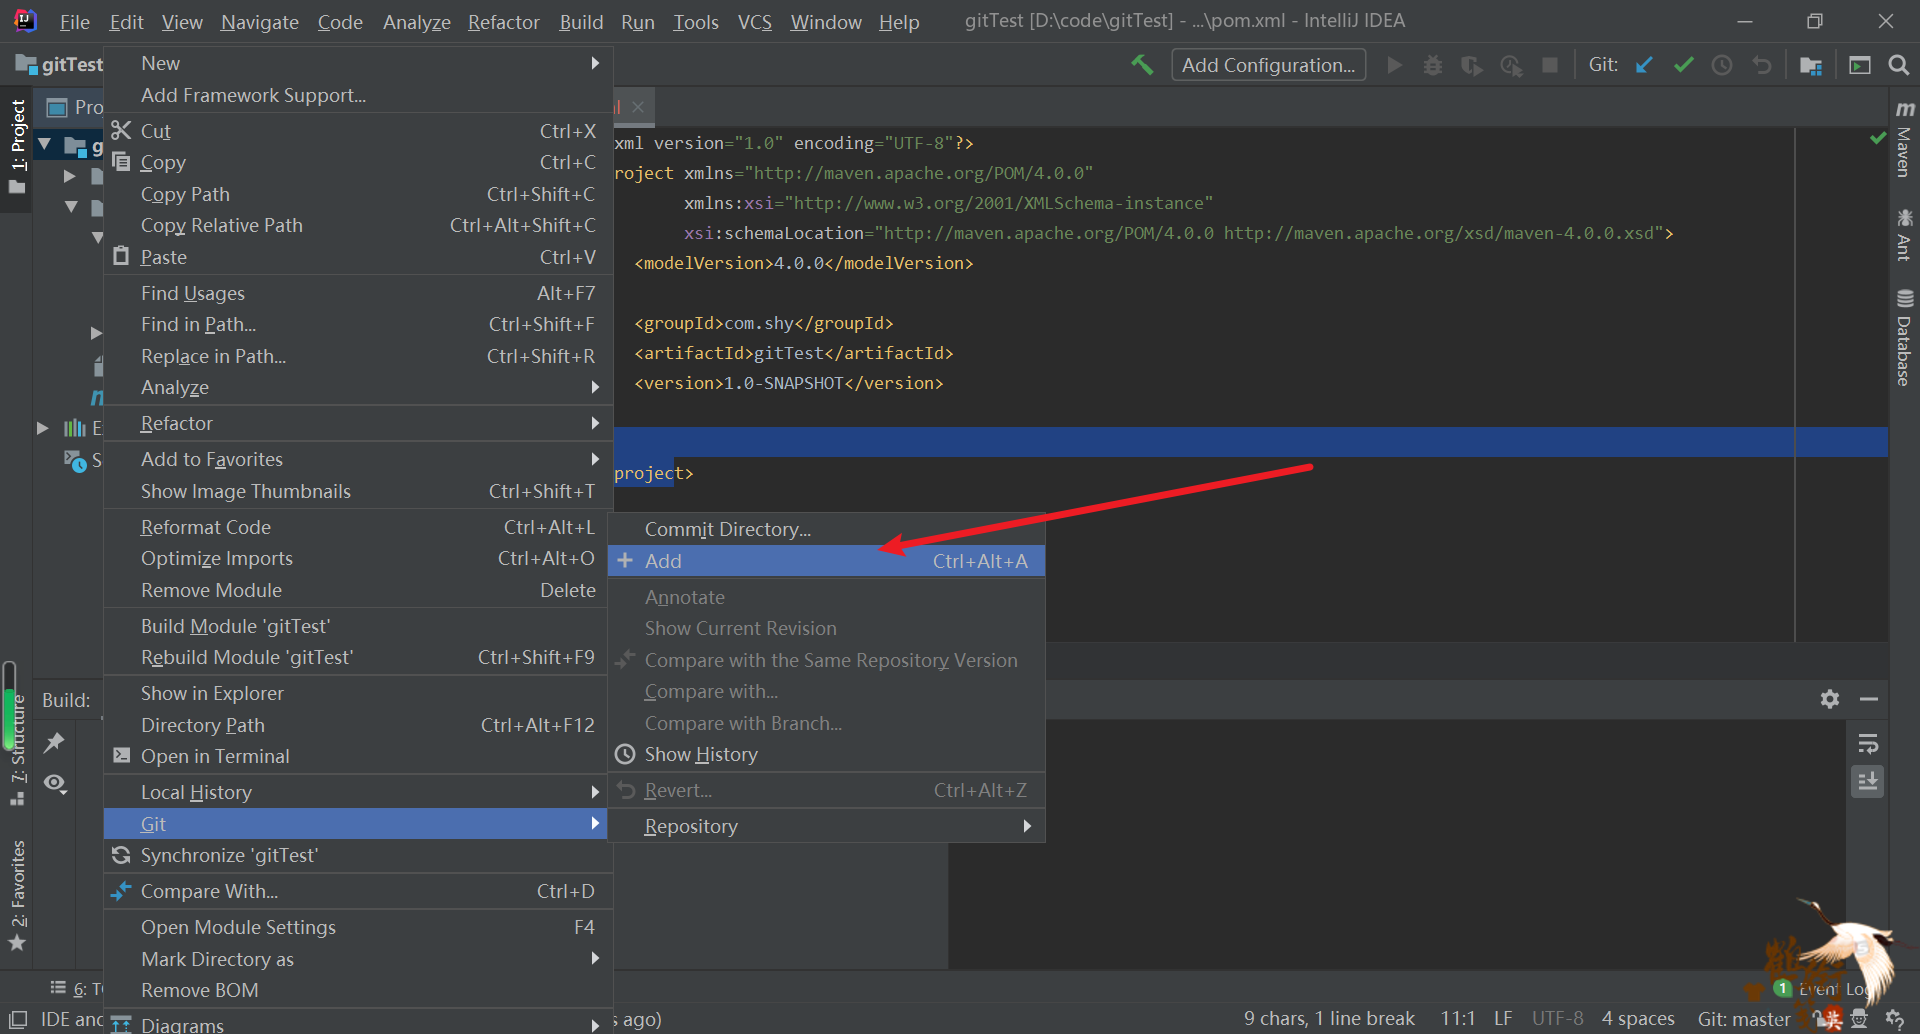 File Edit View Navigate Code Analyze Refactor Build Run Tools VCS Window Help gitTest [D:\code\gitTest] - ...\pom.xml - IntelliJ IDEA
gitTest
Add Configuration...
Git:
1: Project
Pro
New
Add Framework Support...
Cut Ctrl+X
Copy Ctrl+C
Copy Path Ctrl+Shift+C
Copy Relative Path Ctrl+Alt+Shift+C
Paste Ctrl+V
Find Usages Alt+F7
Find in Path... Ctrl+Shift+F
Replace in Path... Ctrl+Shift+R
Analyze
Refactor
Add to Favorites
Show Image Thumbnails Ctrl+Shift+T
Reformat Code Ctrl+Alt+L
Optimize Imports Ctrl+Alt+O
Remove Module Delete
Build Module 'gitTest'
Rebuild Module 'gitTest' Ctrl+Shift+F9
Show in Explorer
Directory Path Ctrl+Alt+F12
Open in Terminal
Local History
Git
Synchronize 'gitTest'
Compare With... Ctrl+D
Open Module Settings F4
Mark Directory as
Remove BOM
Diagrams
xml version="1.0" encoding="UTF-8"?>
roject xmlns="http://maven.apache.org/POM/4.0.0"
xmlns:xsi="http://www.w3.org/2001/XMLSchema-instance"
xsi:schemaLocation="http://maven.apache.org/POM/4.0.0 http://maven.apache.org/xsd/maven-4.0.0.xsd">
<modelVersion>4.0.0</modelVersion>
<groupId>com.shy</groupId>
<artifactId>gitTest</artifactId>
<version>1.0-SNAPSHOT</version>
project>
Commit Directory...
Add Ctrl+Alt+A
Annotate
Show Current Revision
Compare with the Same Repository Version
Compare with...
Compare with Branch...
Show History
Revert... Ctrl+Alt+Z
Repository
m Maven
Ant
Database
Build:
7: Structure
2: Favorites
6: T
1 Event Log
IDE and
s ago)
9 chars, 1 line break 11:1 LF UTF-8 4 spaces Git: master
英